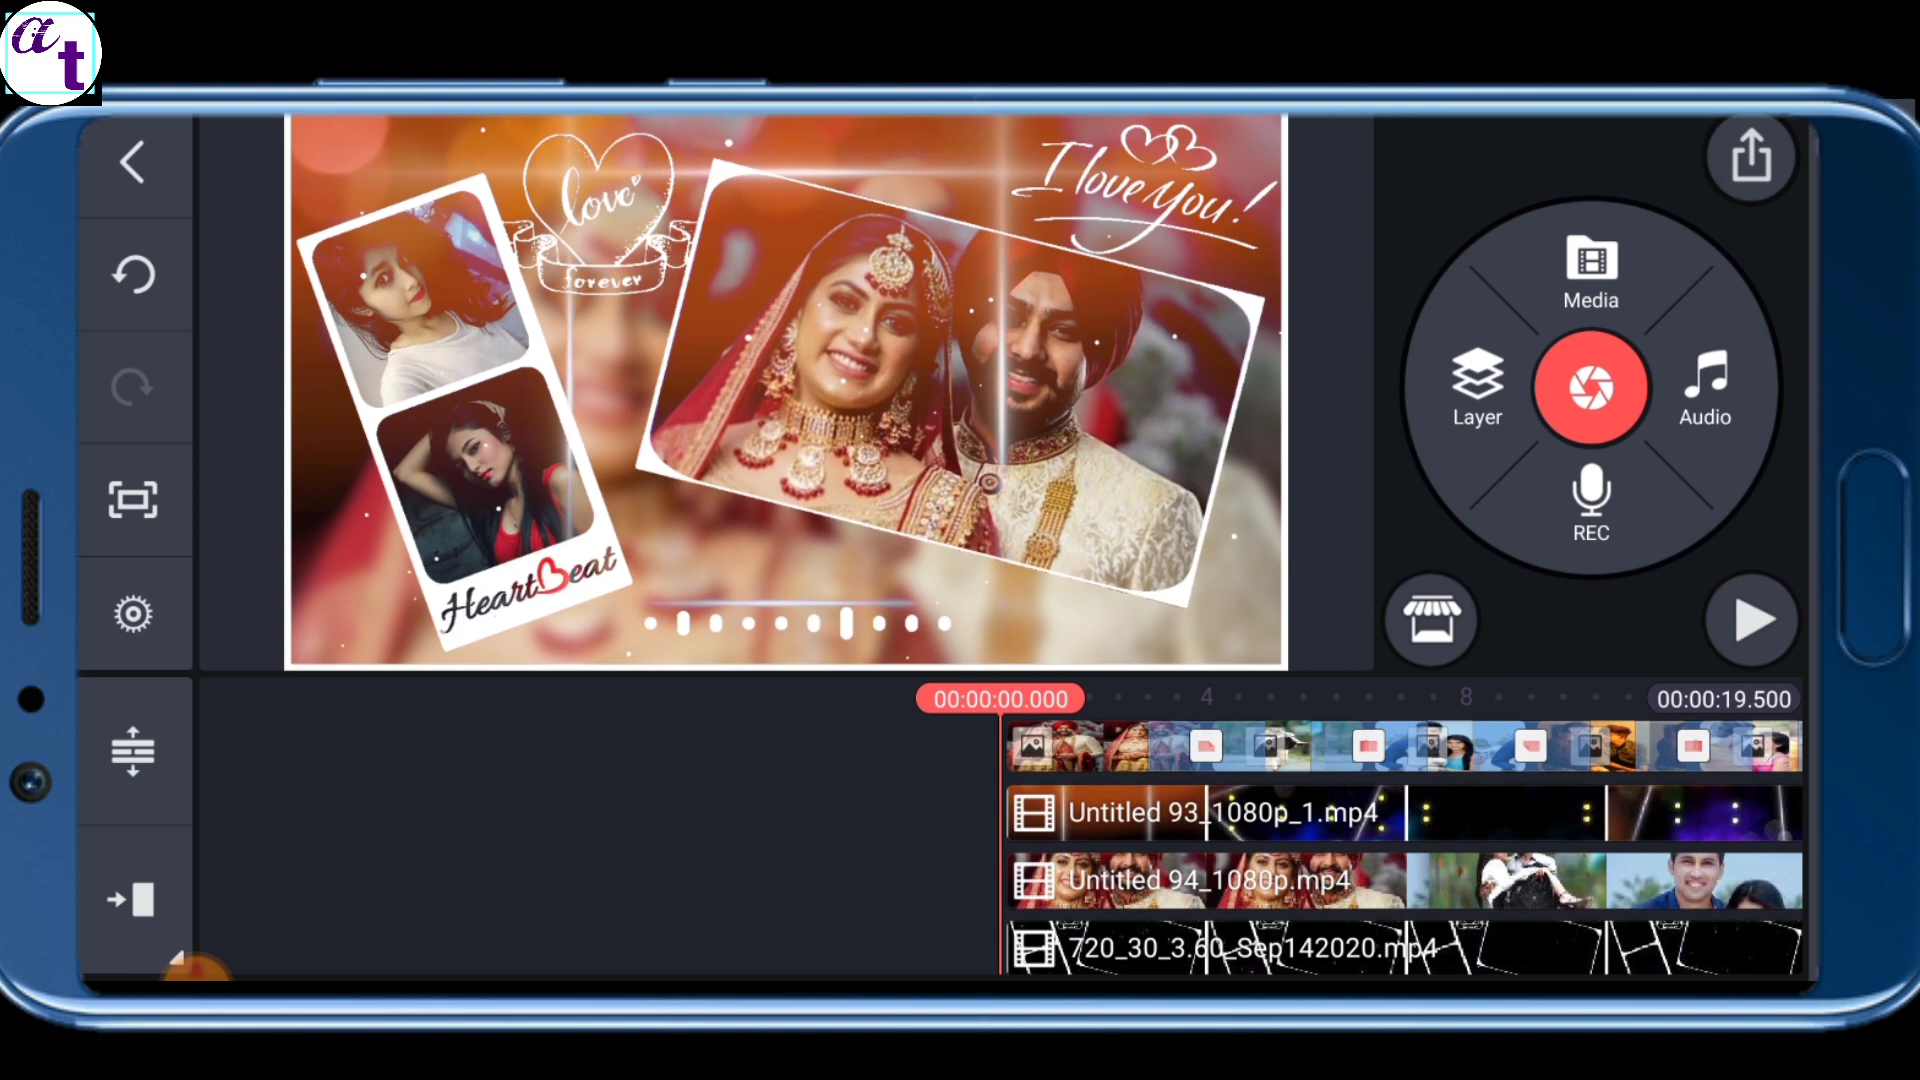 at
love
forever
I love You!
HeartBeat
Media
Layer
Audio
REC
00:00:00.000
4
8
00:00:19.500
Untitled 93_1080p_1.mp4
Untitled 94_1080p.mp4
720_30_3.60_Sep142020.mp4